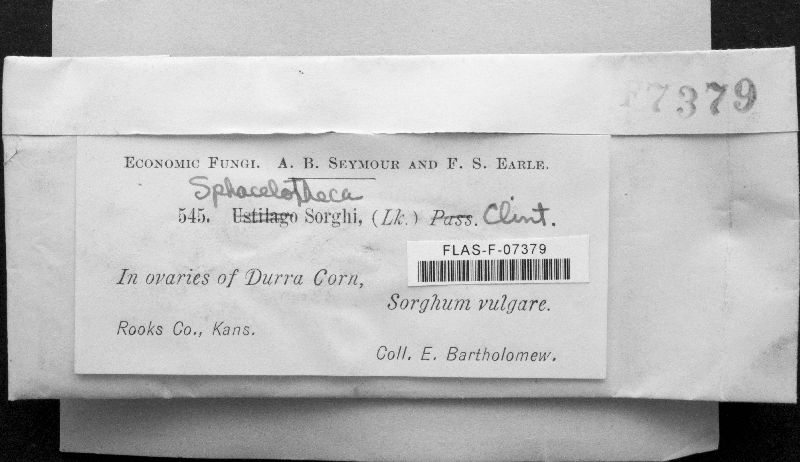 F7379
ECONOMIC FUNGI. A. B. SEYMOUR AND F. S. EARLE.
Sphacelotheca
545. Ustilago Sorghi, (Lk.) Pass. Clint.
FLAS-F-07379
In ovaries of Durra Corn,
Sorghum vulgare.
Rooks Co., Kans.
Coll. E. Bartholomew.